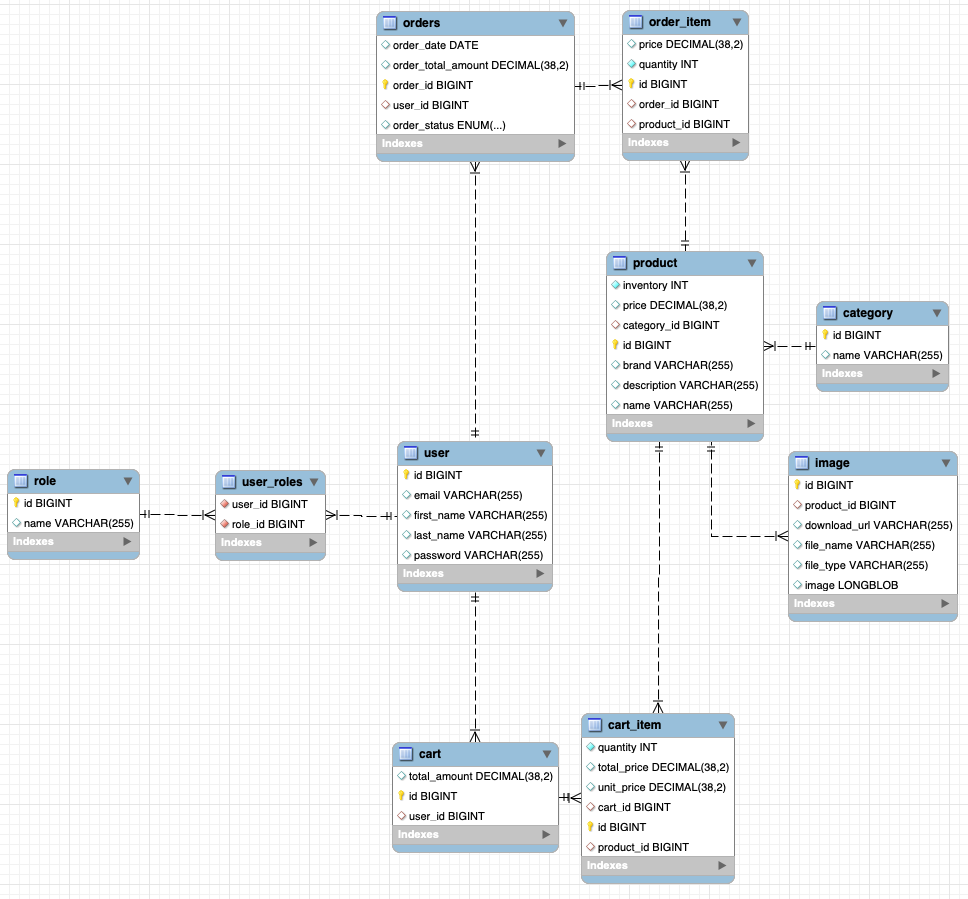 orders
order_date DATE
order_total_amount DECIMAL(38,2)
order_id BIGINT
user_id BIGINT
order_status ENUM(...)
Indexes
order_item
price DECIMAL(38,2)
quantity INT
id BIGINT
order_id BIGINT
product_id BIGINT
Indexes
product
inventory INT
price DECIMAL(38,2)
category_id BIGINT
id BIGINT
brand VARCHAR(255)
description VARCHAR(255)
name VARCHAR(255)
Indexes
category
id BIGINT
name VARCHAR(255)
Indexes
role
id BIGINT
name VARCHAR(255)
Indexes
user_roles
user_id BIGINT
role_id BIGINT
Indexes
user
id BIGINT
email VARCHAR(255)
first_name VARCHAR(255)
last_name VARCHAR(255)
password VARCHAR(255)
Indexes
image
id BIGINT
product_id BIGINT
download_url VARCHAR(255)
file_name VARCHAR(255)
file_type VARCHAR(255)
image LONGBLOB
Indexes
cart
total_amount DECIMAL(38,2)
id BIGINT
user_id BIGINT
Indexes
cart_item
quantity INT
total_price DECIMAL(38,2)
unit_price DECIMAL(38,2)
cart_id BIGINT
id BIGINT
product_id BIGINT
Indexes